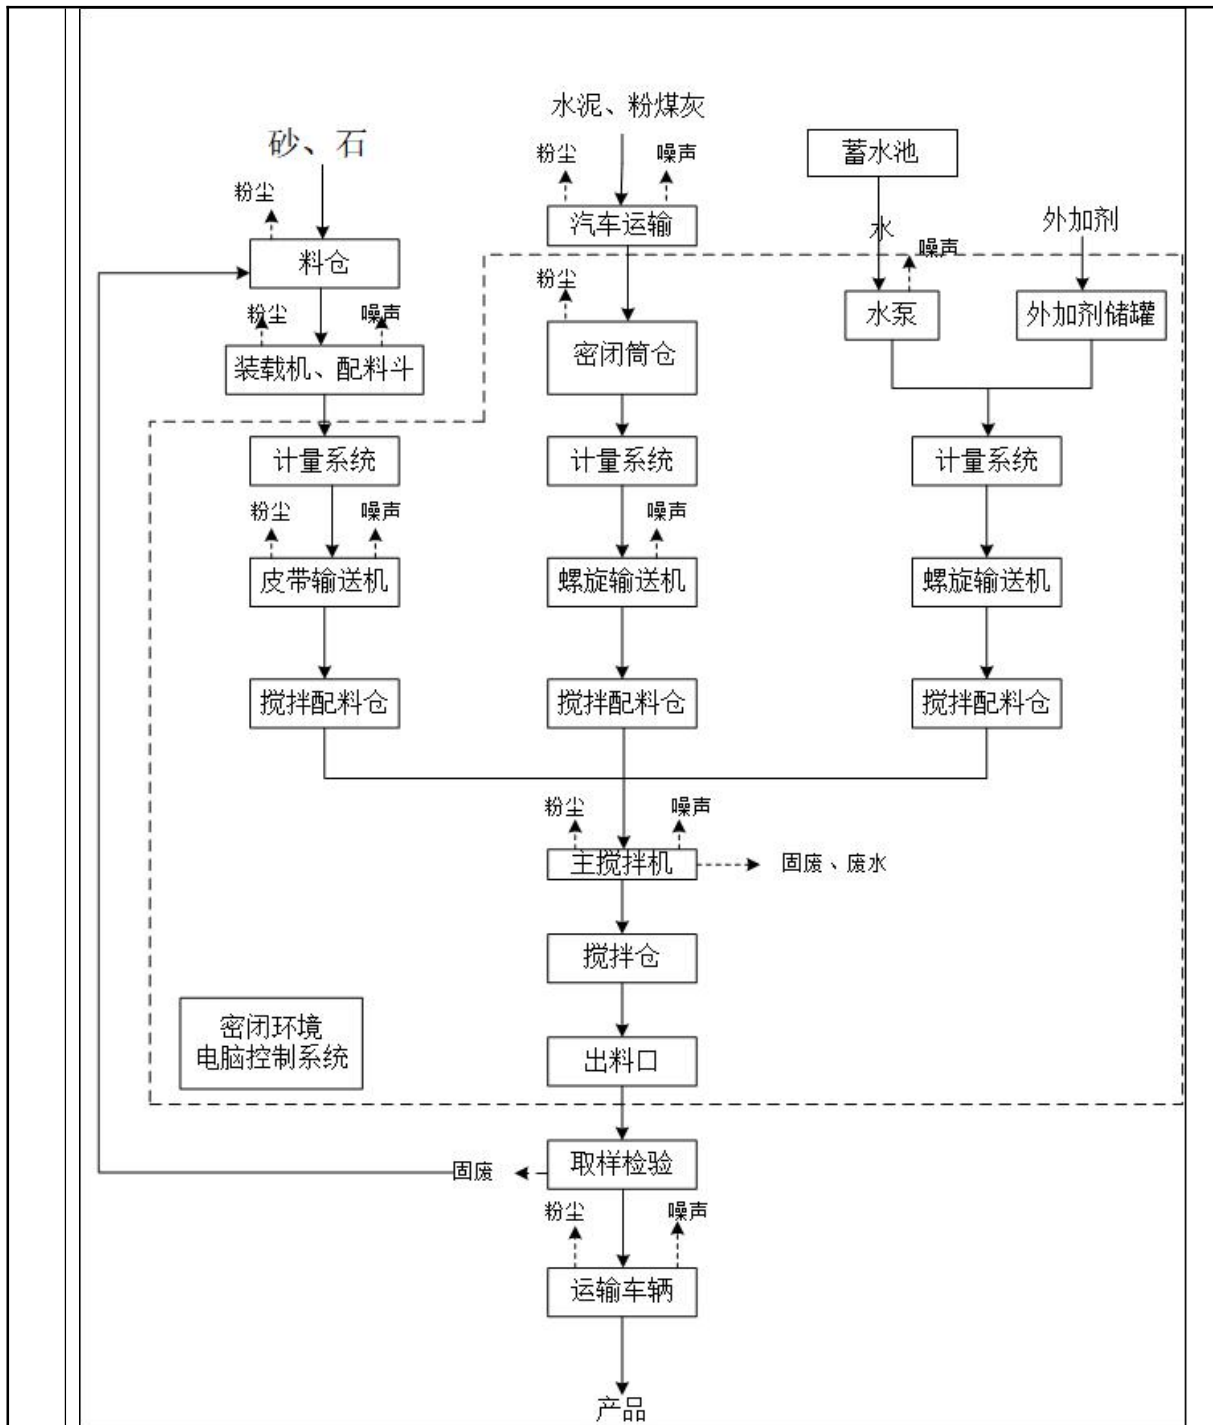 水泥、粉煤灰
砂、石
粉尘
噪声
蓄水池
粉尘
汽车运输
水
外加剂
料仓
粉尘
噪声
粉尘
噪声
水泵
外加剂储罐
装载机、配料斗
密闭筒仓
计量系统
计量系统
计量系统
粉尘
噪声
噪声
皮带输送机
螺旋输送机
螺旋输送机
搅拌配料仓
搅拌配料仓
搅拌配料仓
粉尘
噪声
主搅拌机
固废、废水
搅拌仓
密闭环境
电脑控制系统
出料口
取样检验
固废
粉尘
噪声
运输车辆
产品